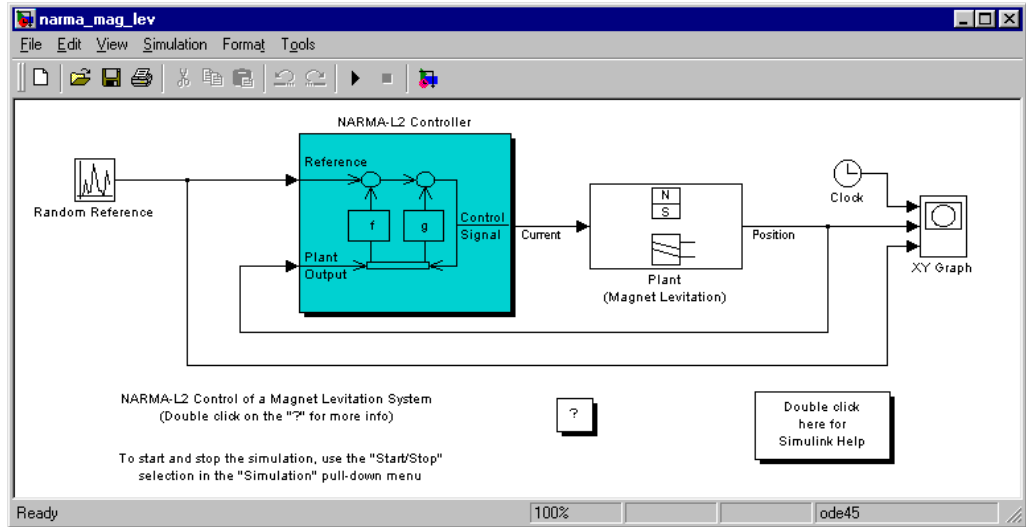 narma_mag_lev
File Edit View Simulation Format Tools
NARMA-L2 Controller
Reference
Random Reference
f
g
Control
Signal
Plant
Output
Current
N
S
Plant
(Magnet Levitation)
Position
Clock
XY Graph
NARMA-L2 Control of a Magnet Levitation System
(Double click on the "?" for more info)
?
Double click
here for
Simulink Help
To start and stop the simulation, use the "Start/Stop"
selection in the "Simulation" pull-down menu
Ready 100% ode45